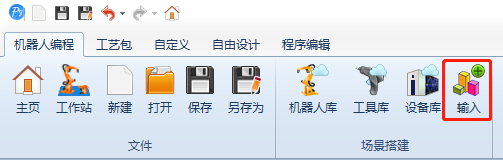 机器人编程 工艺包 自定义 自由设计 程序编辑
主页 工作站 新建 打开 保存 另存为 机器人库 工具库 设备库 输入
文件 场景搭建